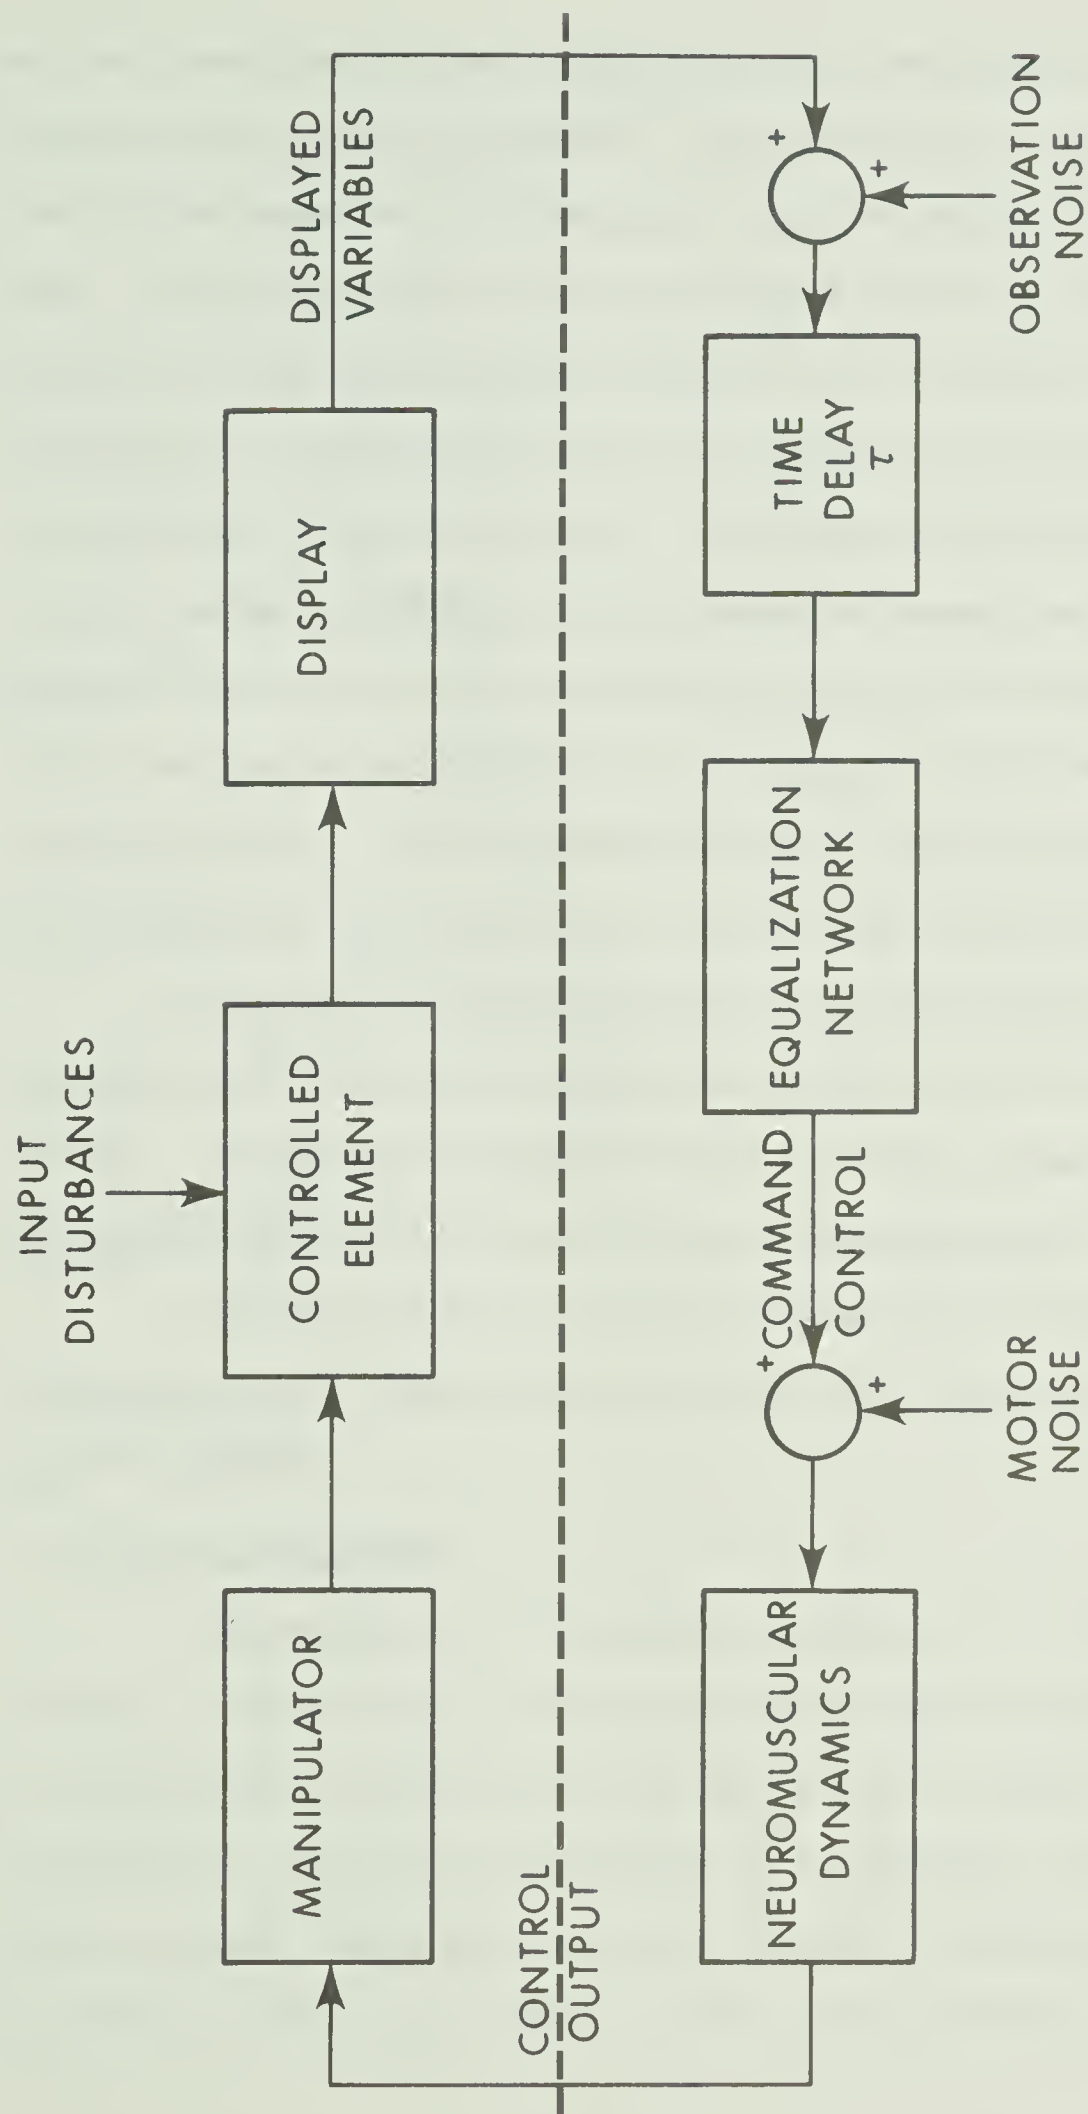 INPUT
DISTURBANCES
MANIPULATOR
CONTROLLED
ELEMENT
DISPLAY
DISPLAYED
VARIABLES
CONTROL
OUTPUT
NEUROMUSCULAR
DYNAMICS
+
COMMAND
CONTROL
+
EQUALIZATION
NETWORK
TIME
DELAY
τ
+
+
MOTOR
NOISE
OBSERVATION
NOISE